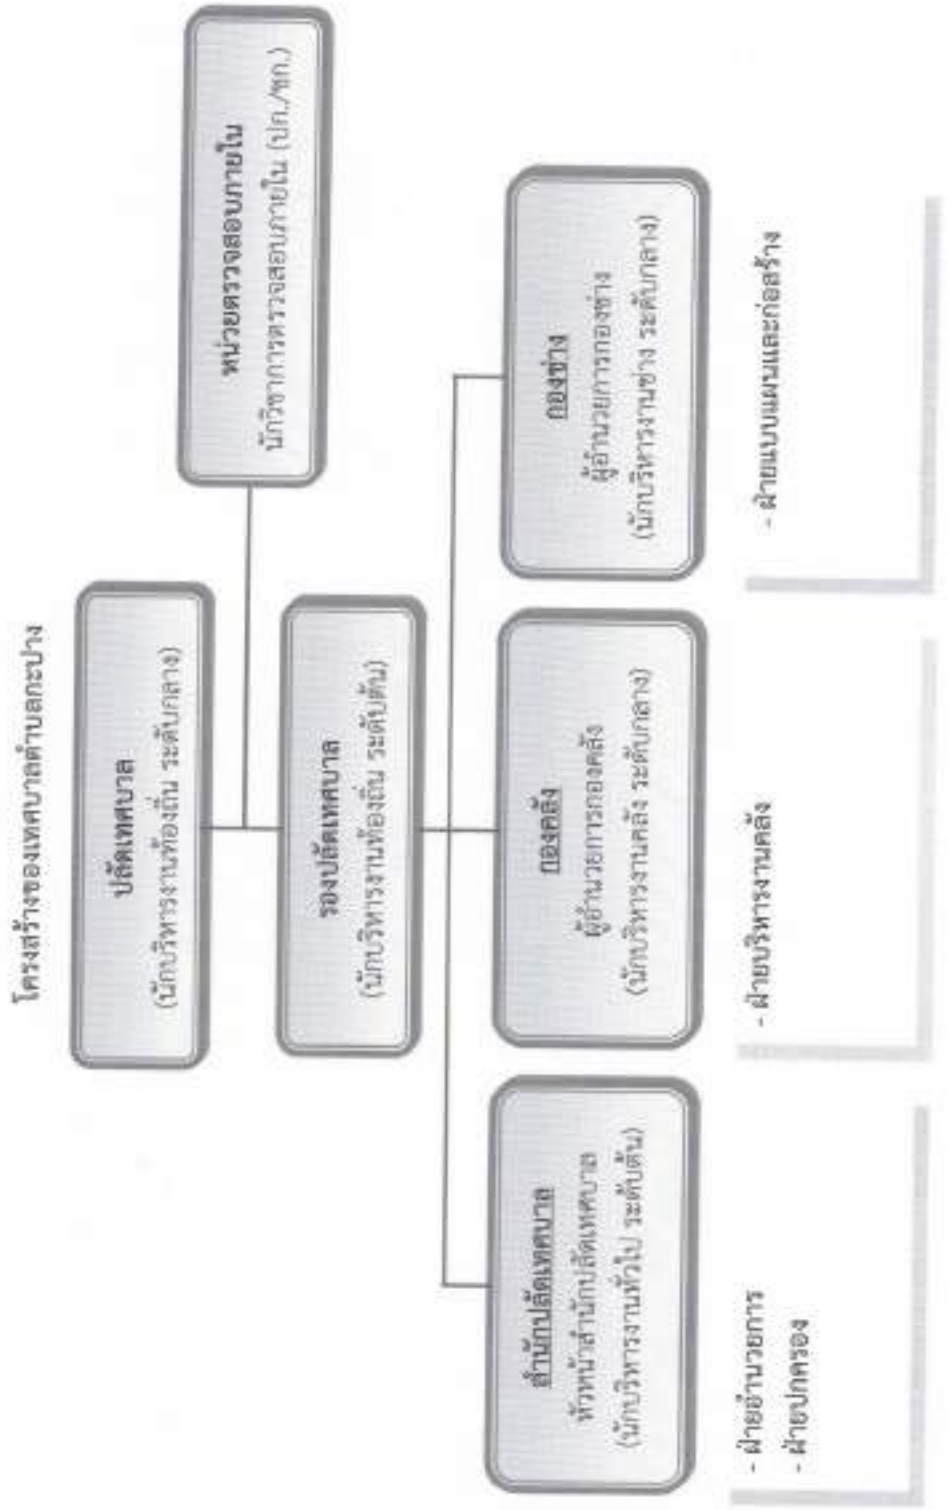 โครงสร้างของเทศบาลตำบลกะปาง
ปลัดเทศบาล
(นักบริหารงานท้องถิ่น ระดับกลาง)
หน่วยตรวจสอบภายใน
นักวิชาการตรวจสอบภายใน (ปก./ชก.)
รองปลัดเทศบาล
(นักบริหารงานท้องถิ่น ระดับต้น)
สำนักปลัดเทศบาล
หัวหน้าสำนักปลัดเทศบาล
(นักบริหารงานทั่วไป ระดับต้น)
กองคลัง
ผู้อำนวยการกองคลัง
(นักบริหารงานคลัง ระดับกลาง)
กองช่าง
ผู้อำนวยการกองช่าง
(นักบริหารงานช่าง ระดับกลาง)
- ฝ่ายอำนวยการ
- ฝ่ายปกครอง
- ฝ่ายบริหารงานคลัง
- ฝ่ายแบบแผนและก่อสร้าง